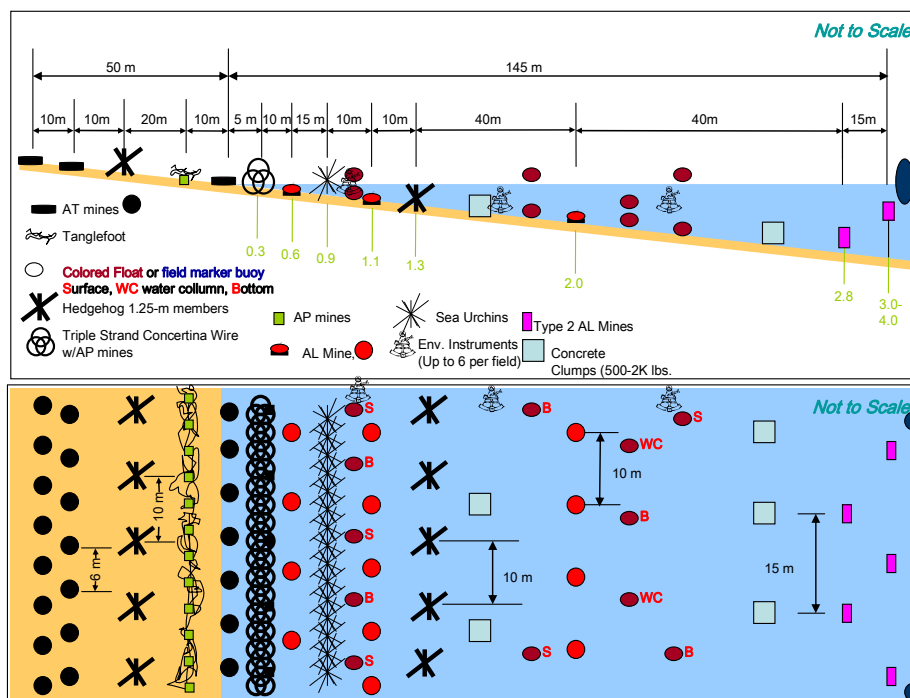 Not to Scale
50 m
145 m
10m
10m
20m
10m
5 m
10 m
15 m
10m
10m
40m
40m
15m
AT mines
Tanglefoot
0.3
0.6
0.9
1.1
1.3
2.0
2.8
3.0-
4.0
Colored Float or field marker buoy
Surface, WC water collumn, Bottom
Hedgehog 1.25-m members
Triple Strand Concertina Wire
w/AP mines
AP mines
AL Mine,
Sea Urchins
Env. Instruments
(Up to 6 per field)
Type 2 AL Mines
Concrete
Clumps (500-2K lbs.
Not to Scale
S
B
S
WC
B
10 m
10 m
B
S
6 m
10 m
15 m
B
WC
S
S
B